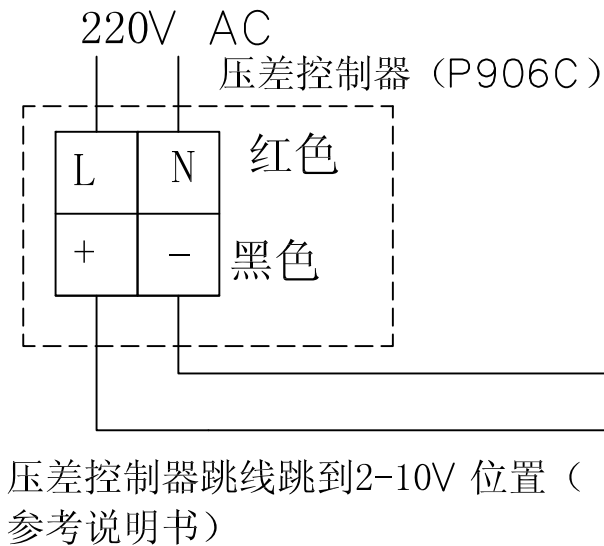 220V AC
压差控制器（P906C）
L N 红色
+ − 黑色
压差控制器跳线跳到2-10V 位置（
参考说明书）